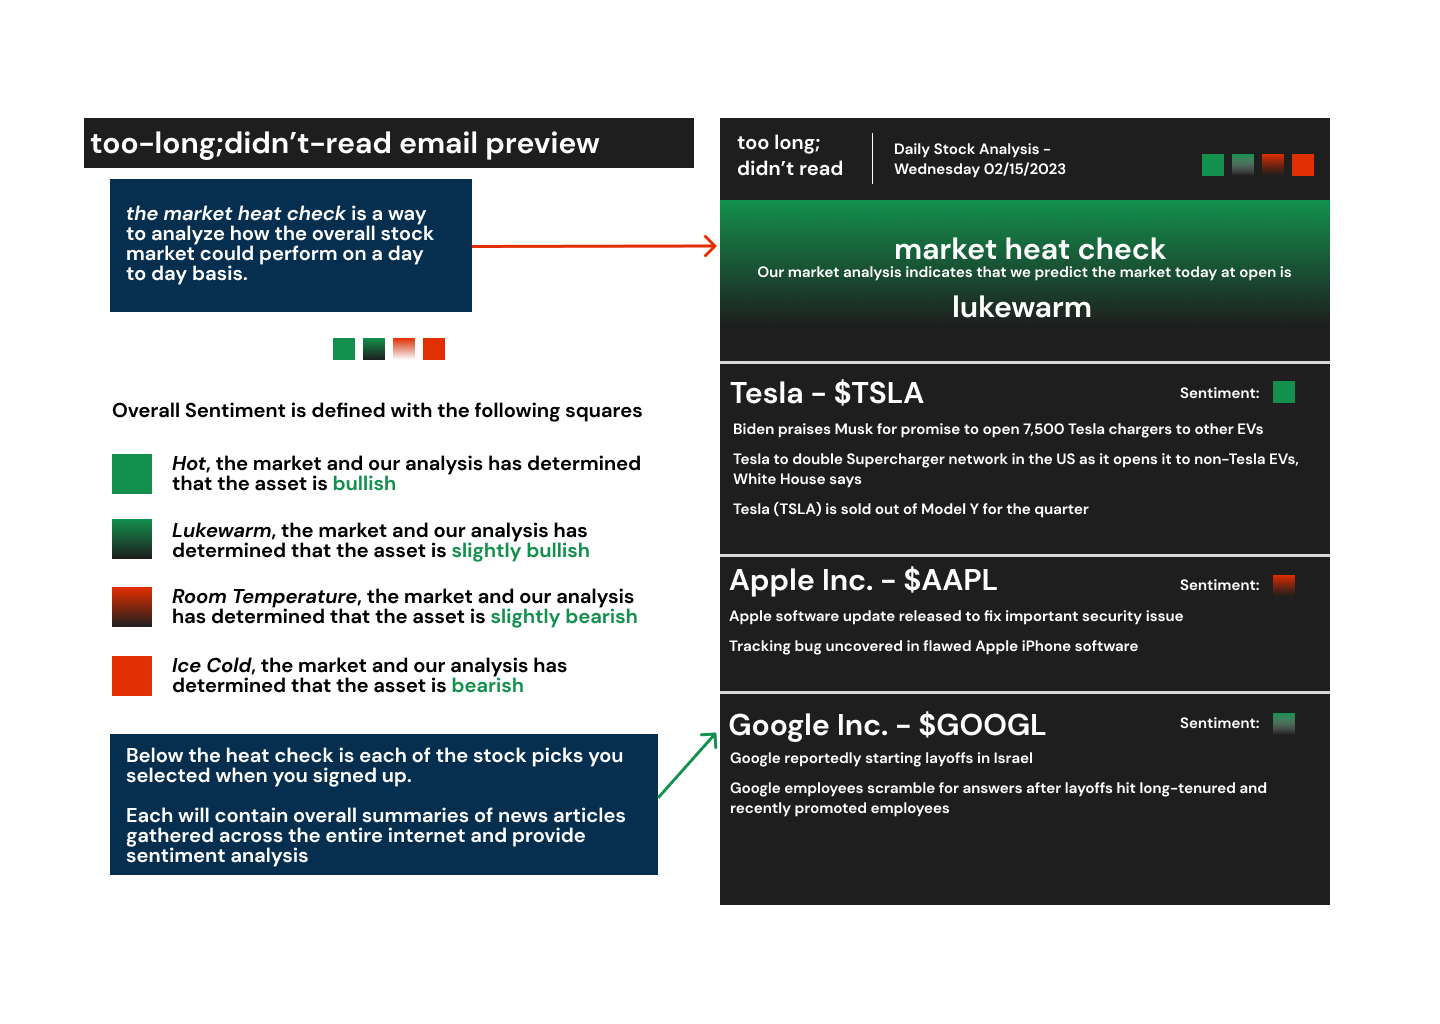 too-long;didn’t-read email preview
the market heat check is a way
to analyze how the overall stock
market could perform on a day
to day basis.
Overall Sentiment is defined with the following squares
Hot, the market and our analysis has determined
that the asset is bullish
Lukewarm, the market and our analysis has
determined that the asset is slightly bullish
Room Temperature, the market and our analysis
has determined that the asset is slightly bearish
Ice Cold, the market and our analysis has
determined that the asset is bearish
Below the heat check is each of the stock picks you
selected when you signed up.
Each will contain overall summaries of news articles
gathered across the entire internet and provide
sentiment analysis
too long;
didn’t read
Daily Stock Analysis -
Wednesday 02/15/2023
market heat check
Our market analysis indicates that we predict the market today at open is
lukewarm
Tesla - $TSLA
Sentiment:
Biden praises Musk for promise to open 7,500 Tesla chargers to other EVs
Tesla to double Supercharger network in the US as it opens it to non-Tesla EVs,
White House says
Tesla (TSLA) is sold out of Model Y for the quarter
Apple Inc. - $AAPL
Sentiment:
Apple software update released to fix important security issue
Tracking bug uncovered in flawed Apple iPhone software
Google Inc. - $GOOGL
Sentiment:
Google reportedly starting layoffs in Israel
Google employees scramble for answers after layoffs hit long-tenured and
recently promoted employees